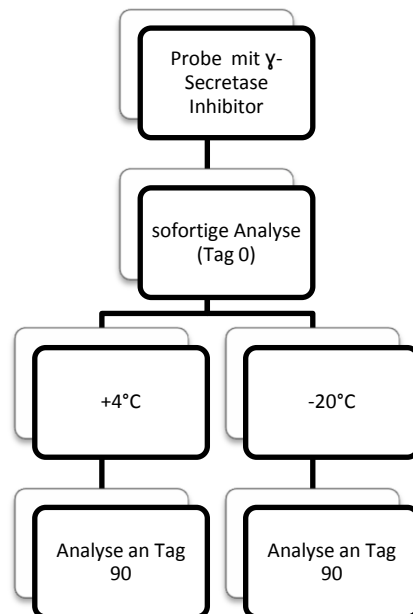 Probe mit ɣ-
Secretase
Inhibitor
sofortige Analyse
(Tag 0)
+4°C
-20°C
Analyse an Tag
90
Analyse an Tag
90